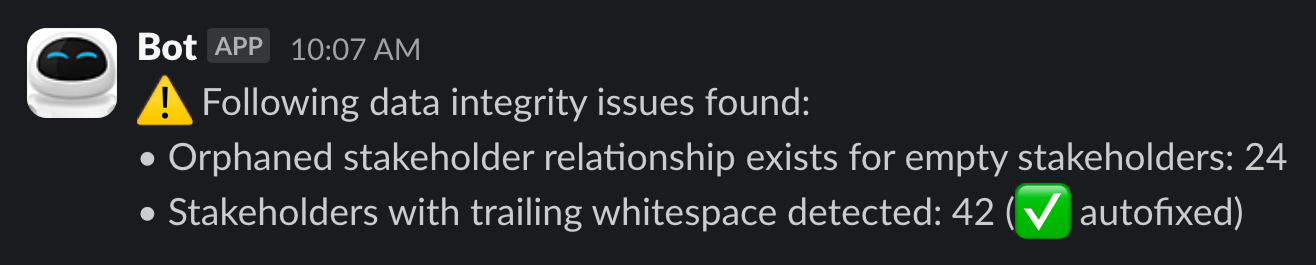 Bot APP 10:07 AM
⚠️ Following data integrity issues found:
• Orphaned stakeholder relationship exists for empty stakeholders: 24
• Stakeholders with trailing whitespace detected: 42 (✅ autofixed)